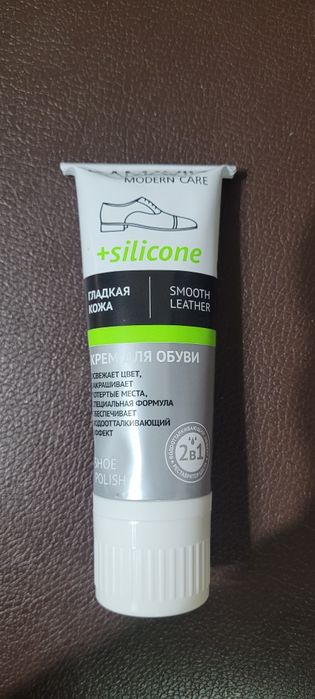 MODERN CARE
+silicone
ГЛАДКАЯ
КОЖА
SMOOTH
LEATHER
КРЕМ ДЛЯ ОБУВИ
ОСВЕЖАЕТ ЦВЕТ,
ЗАКРАШИВАЕТ
ПОТЕРТЫЕ МЕСТА,
СПЕЦИАЛЬНАЯ ФОРМУЛА
ОБЕСПЕЧИВАЕТ
ВОДООТТАЛКИВАЮЩИЙ
ЭФФЕКТ
2в1
SHOE
POLISH